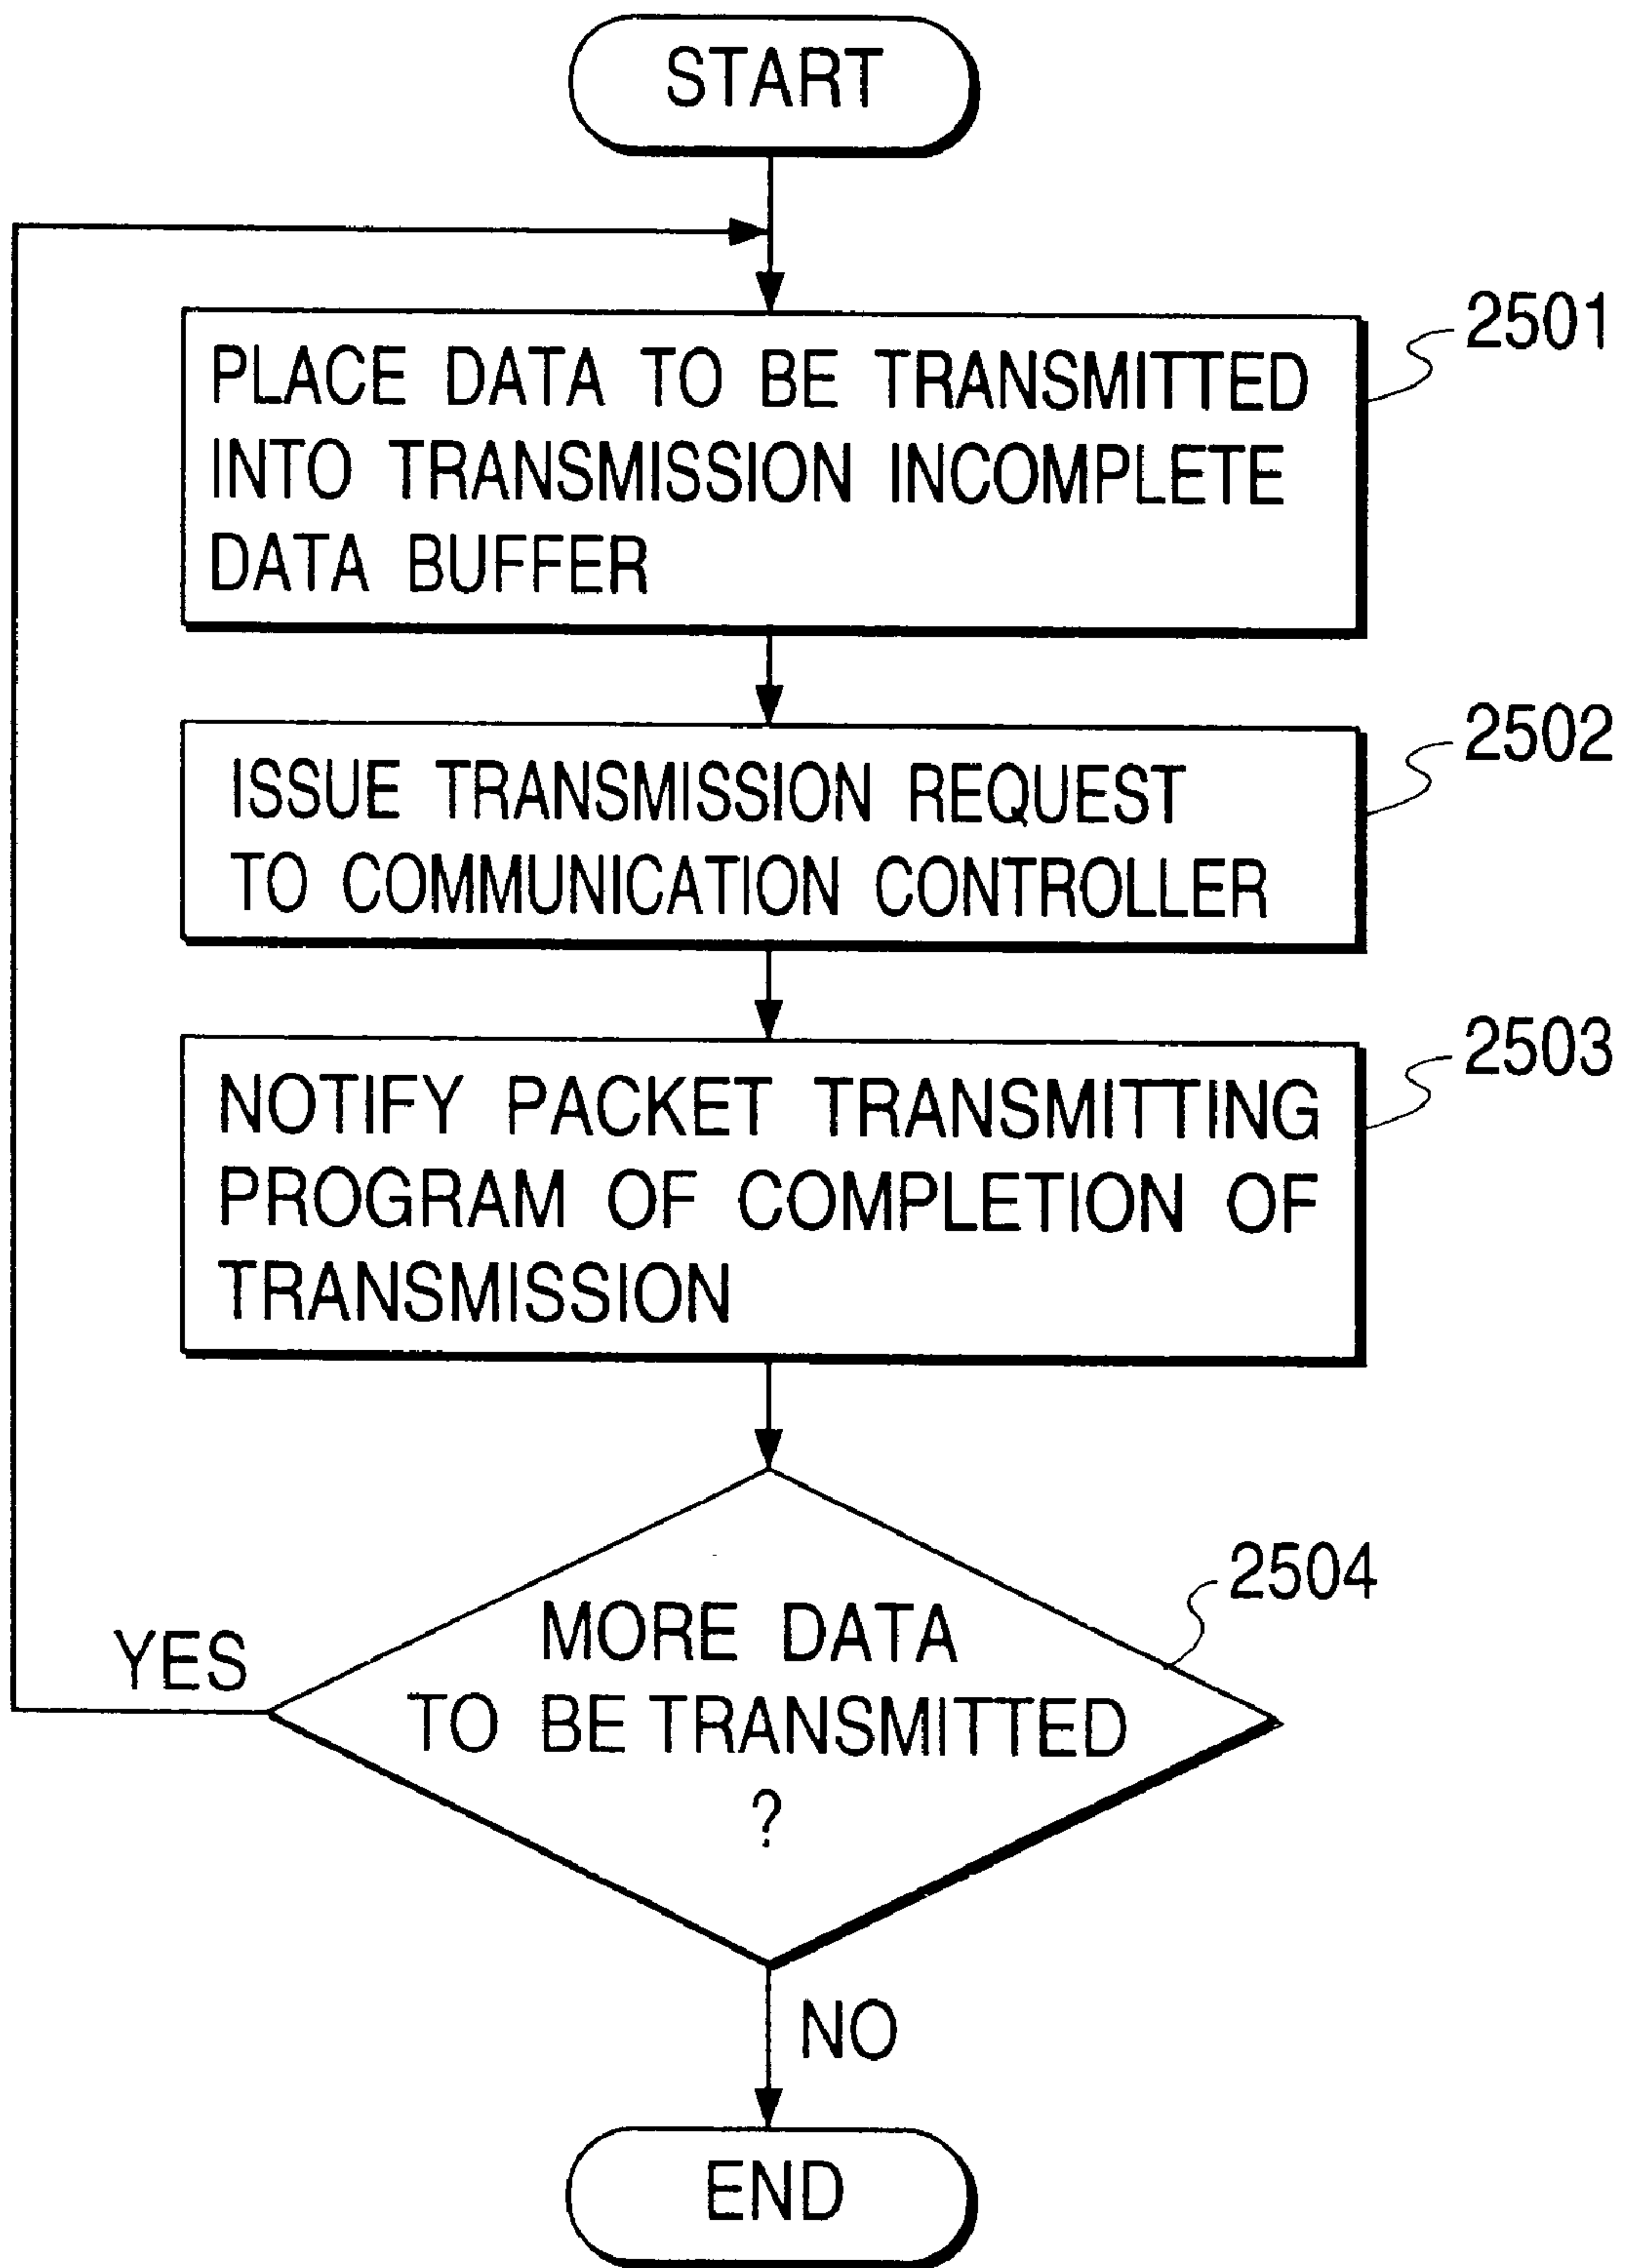 START
2501
PLACE DATA TO BE TRANSMITTED
INTO TRANSMISSION INCOMPLETE
DATA BUFFER
2502
ISSUE TRANSMISSION REQUEST
TO COMMUNICATION CONTROLLER
2503
NOTIFY PACKET TRANSMITTING
PROGRAM OF COMPLETION OF
TRANSMISSION
2504
MORE DATA
TO BE TRANSMITTED
?
YES
NO
END